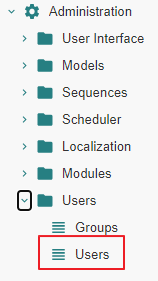 Administration
User Interface
Models
Sequences
Scheduler
Localization
Modules
Users
Groups
Users